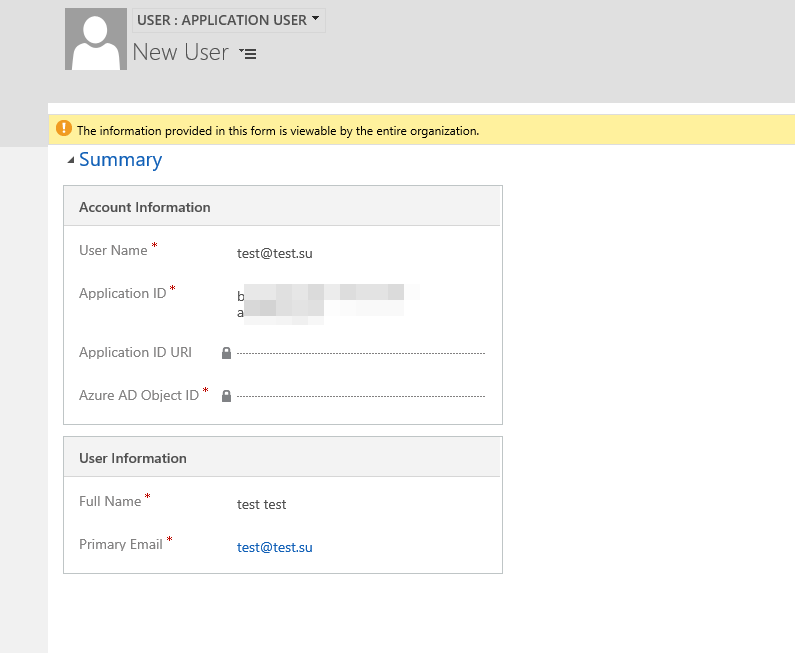 USER : APPLICATION USER
New User
The information provided in this form is viewable by the entire organization.
Summary
Account Information
User Name *
test@test.su
Application ID *
b
a
Application ID URI
Azure AD Object ID *
User Information
Full Name *
test test
Primary Email *
test@test.su